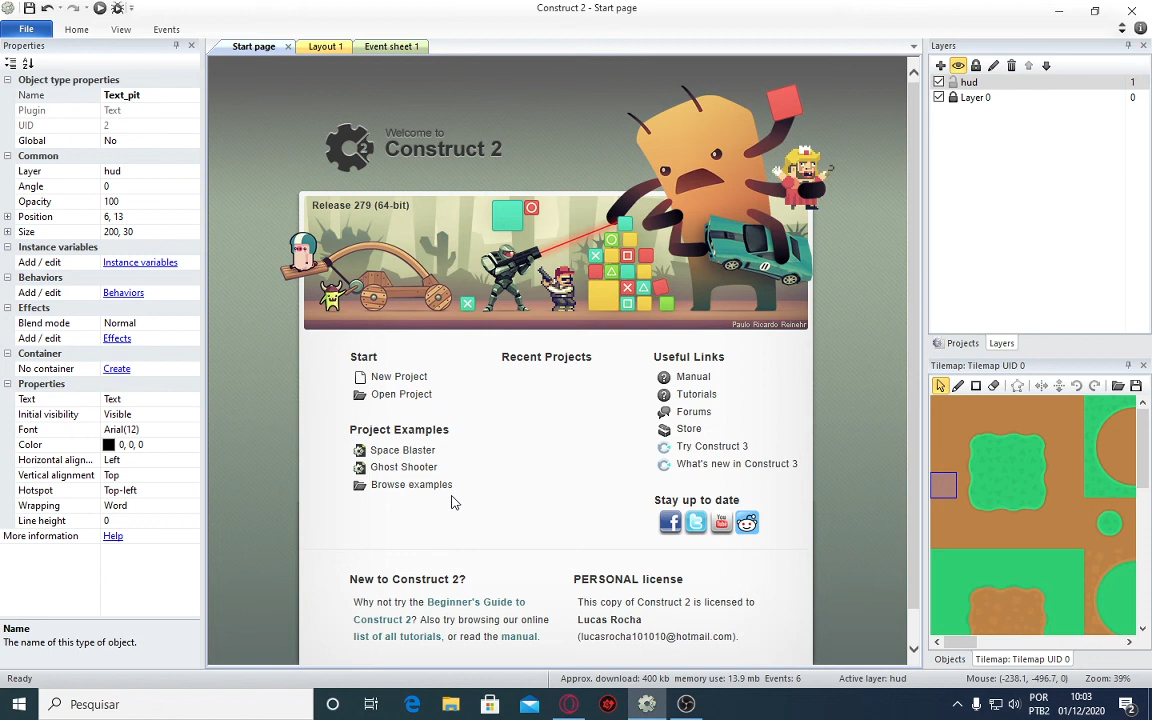 Construct 2 - Start page
File Home View Events
Properties
Start page Layout 1 Event sheet 1
Layers
Object type properties
Name Text_pit
Plugin Text
UID 2
Global No
Common
Layer hud
Angle 0
Opacity 100
Position 6, 13
Size 200, 30
Instance variables
Add / edit Instance variables
Behaviors
Add / edit Behaviors
Effects
Blend mode Normal
Add / edit Effects
Container
No container Create
Properties
Text Text
Initial visibility Visible
Font Arial(12)
Color 0, 0, 0
Horizontal align... Left
Vertical alignment Top
Hotspot Top-left
Wrapping Word
Line height 0
More information Help
Name
The name of this type of object.
Welcome to
Construct 2
Release 279 (64-bit)
Paulo Ricardo Reinehr
Start
New Project
Open Project
Project Examples
Space Blaster
Ghost Shooter
Browse examples
Recent Projects
Useful Links
Manual
Tutorials
Forums
Store
Try Construct 3
What's new in Construct 3
Stay up to date
New to Construct 2?
Why not try the Beginner's Guide to
Construct 2? Also try browsing our online
list of all tutorials, or read the manual.
PERSONAL license
This copy of Construct 2 is licensed to
Lucas Rocha
(lucasrocha101010@hotmail.com).
hud 1
Layer 0 0
Projects Layers
Tilemap: Tilemap UID 0
Objects Tilemap: Tilemap UID 0
Ready
Approx. download: 400 kb memory use: 13.9 mb Events: 6 Active layer: hud Mouse: (-238.1, -496.7, 0) Zoom: 39%
Pesquisar
POR
PTB2
10:03
01/12/2020
2